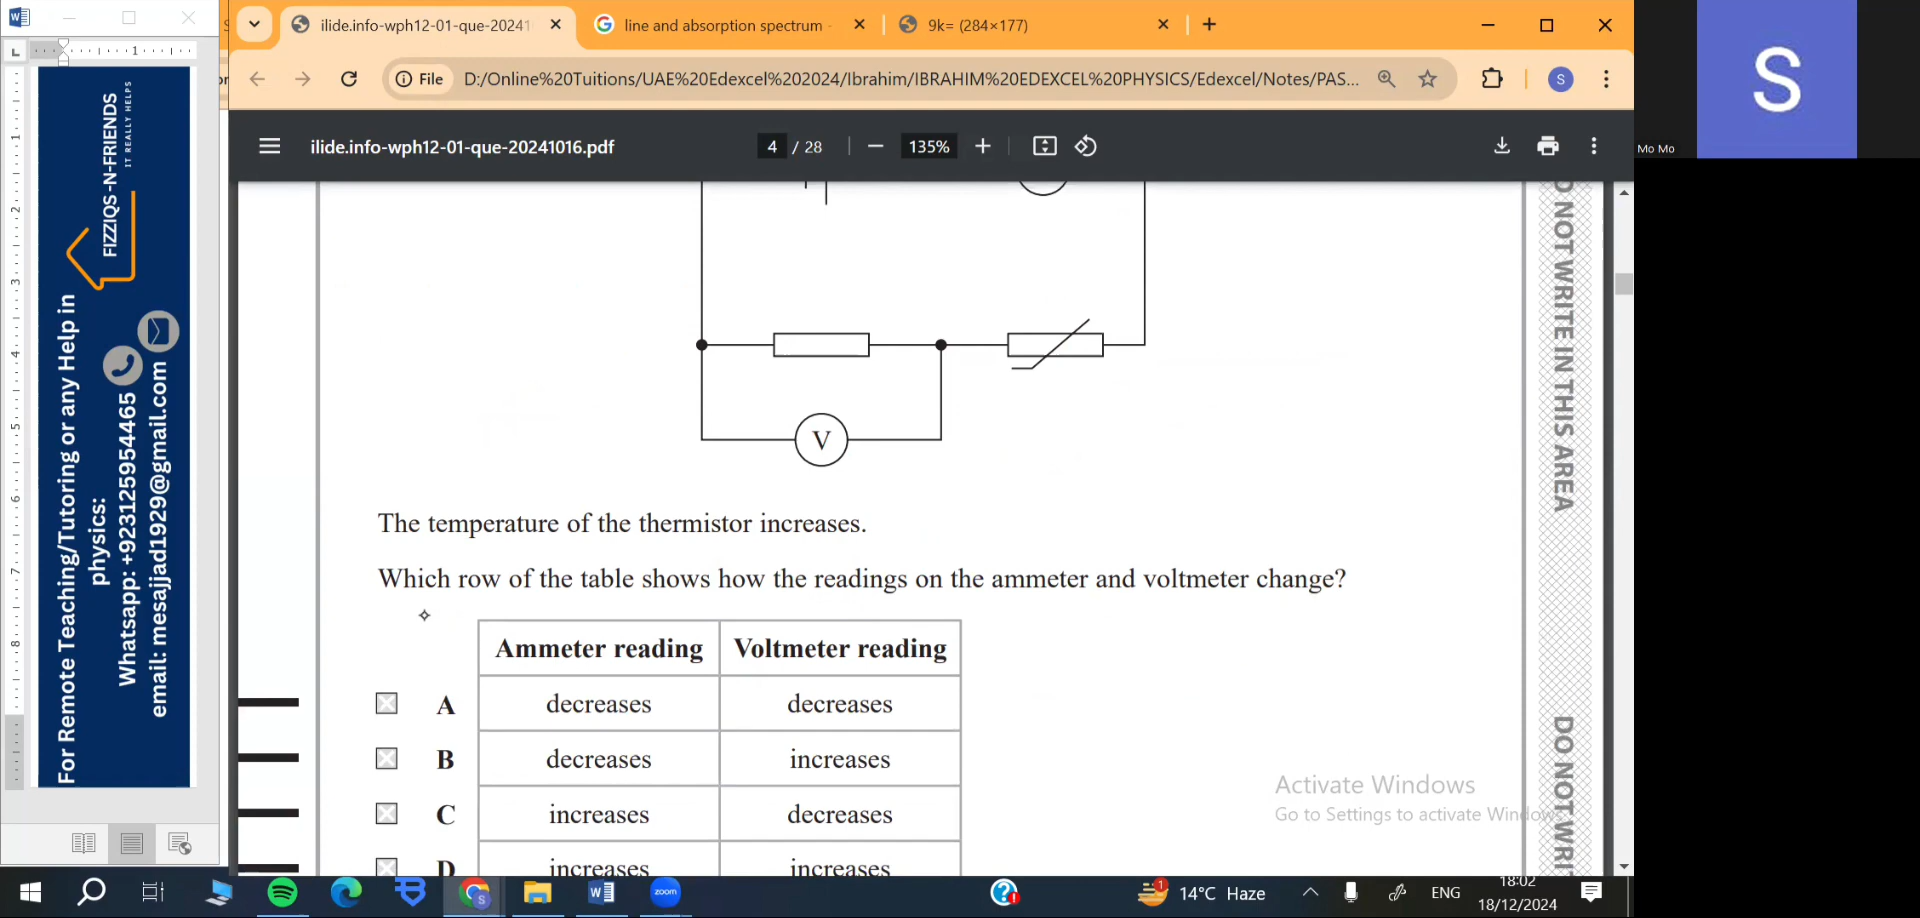 ilide.info-wph12-01-que-20241
line and absorption spectrum -
9k= (284×177)
File
D:/Online%20Tuitions/UAE%20Edexcel%202024/Ibrahim/IBRAHIM%20EDEXCEL%20PHYSICS/Edexcel/Notes/PAS...
S
ilide.info-wph12-01-que-20241016.pdf
4 / 28
135%
S
Mo Mo
FIZZIQS -N-FRIENDS
IT REALLY HELPS
For Remote Teaching/Tutoring or any Help in
physics:
Whatsapp: +923125954465
email: mesajjad1929@gmail.com
V
The temperature of the thermistor increases.
Which row of the table shows how the readings on the ammeter and voltmeter change?
Ammeter reading Voltmeter reading
A decreases decreases
B decreases increases
C increases decreases
D increases increases
NOT WRITE IN THIS AREA
DO NOT WRI
Activate Windows
Go to Settings to activate Windows.
W
zoom
14°C Haze
ENG
18:02
18/12/2024